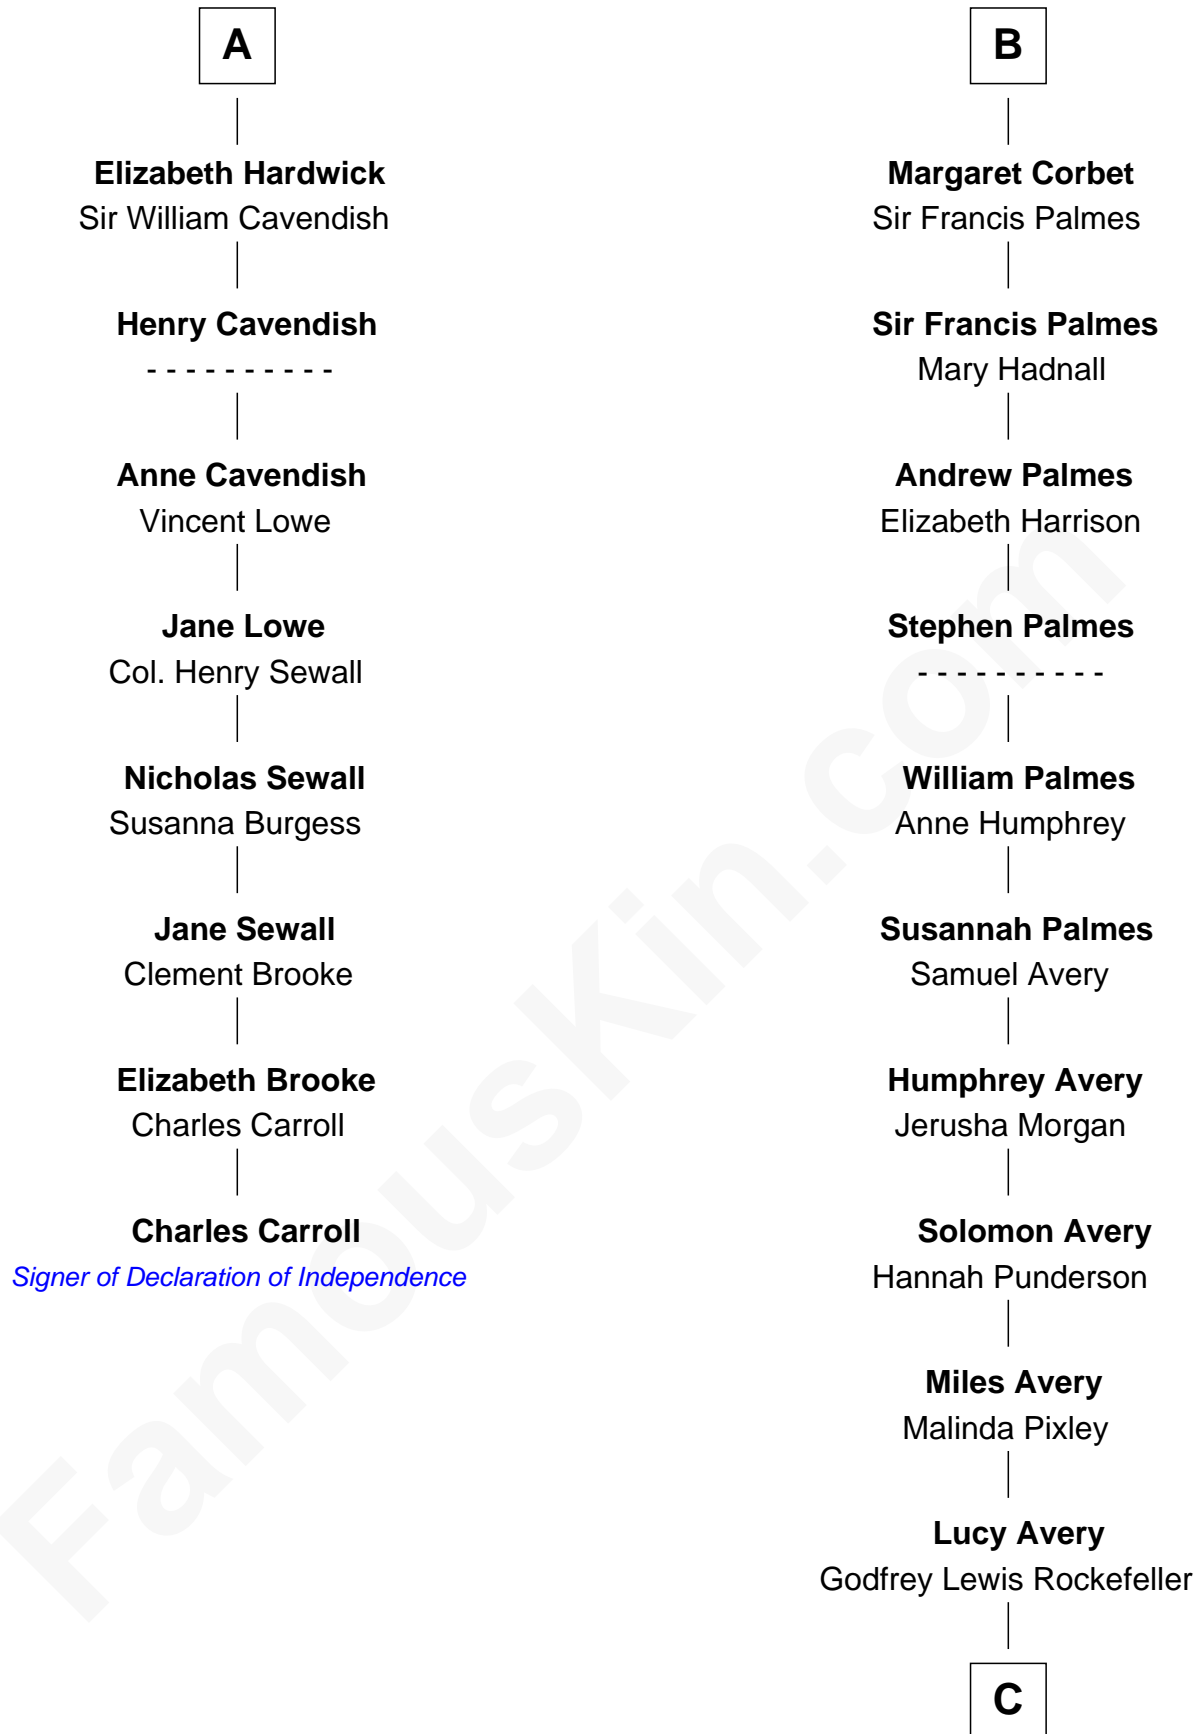 A
Elizabeth Hardwick
Sir William Cavendish
Henry Cavendish
- - - - - - - - - -
Anne Cavendish
Vincent Lowe
Jane Lowe
Col. Henry Sewall
Nicholas Sewall
Susanna Burgess
Jane Sewall
Clement Brooke
Elizabeth Brooke
Charles Carroll
Charles Carroll
Signer of Declaration of Independence
B
Margaret Corbet
Sir Francis Palmes
Sir Francis Palmes
Mary Hadnall
Andrew Palmes
Elizabeth Harrison
Stephen Palmes
- - - - - - - - - -
William Palmes
Anne Humphrey
Susannah Palmes
Samuel Avery
Humphrey Avery
Jerusha Morgan
Solomon Avery
Hannah Punderson
Miles Avery
Malinda Pixley
Lucy Avery
Godfrey Lewis Rockefeller
C
FamousKin.com